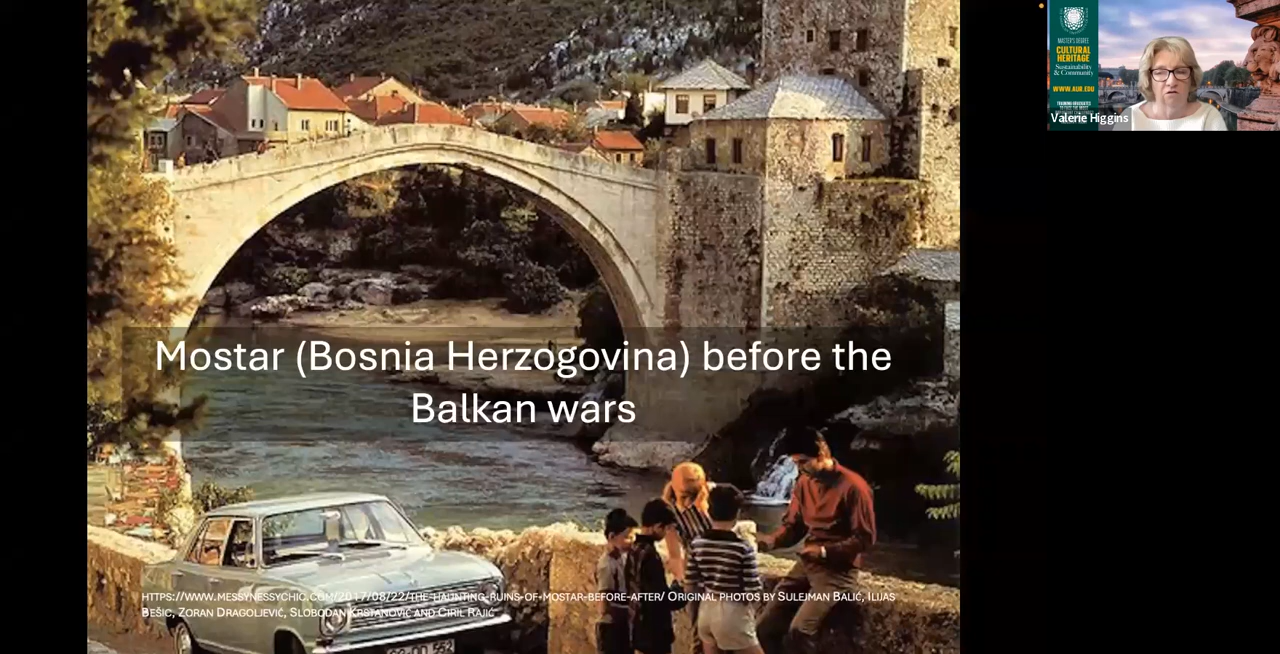 Mostar (Bosnia Herzogovina) before the
Balkan wars
HTTPS://WWW.MESSYNESSYCHIC.COM/2017/08/22/THE-HAUNTING-RUINS-OF-MOSTAR-BEFORE-AFTER/ ORIGINAL PHOTOS BY SULEJMAN BALIĆ, ILIJAS
BEŠIC, ZORAN DRAGOLJEVIĆ, SLOBODAN KRSTANOVIĆ AND CIRIL RAJIĆ
MASTER'S DEGREE
CULTURAL
HERITAGE
Sustainability
& Community
WWW.AUR.EDU
Valerie Higgins